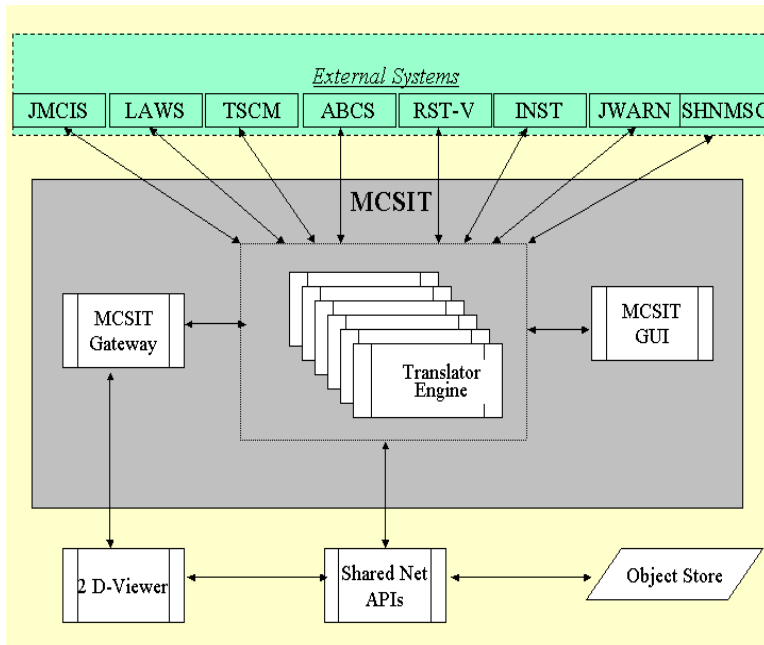 External Systems
JMCIS LAWS TSCM ABCS RST-V INST JWARN SHNMSC
MCSIT
MCSIT
Gateway
Translator
Engine
MCSIT
GUI
2 D-Viewer
Shared Net
APIs
Object Store